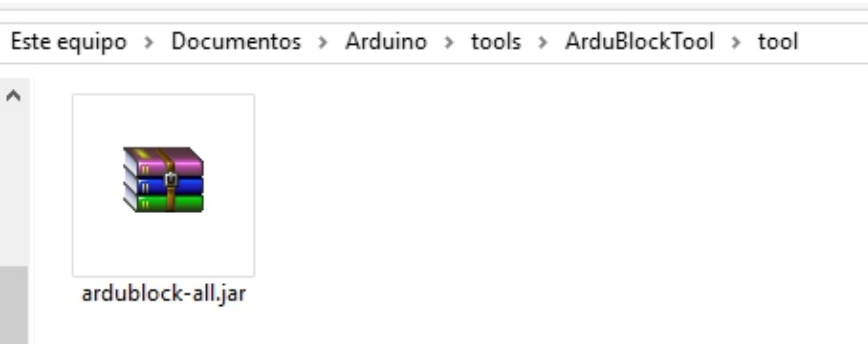 Este equipo > Documentos > Arduino > tools > ArduBlockTool > tool
ardublock-all.jar